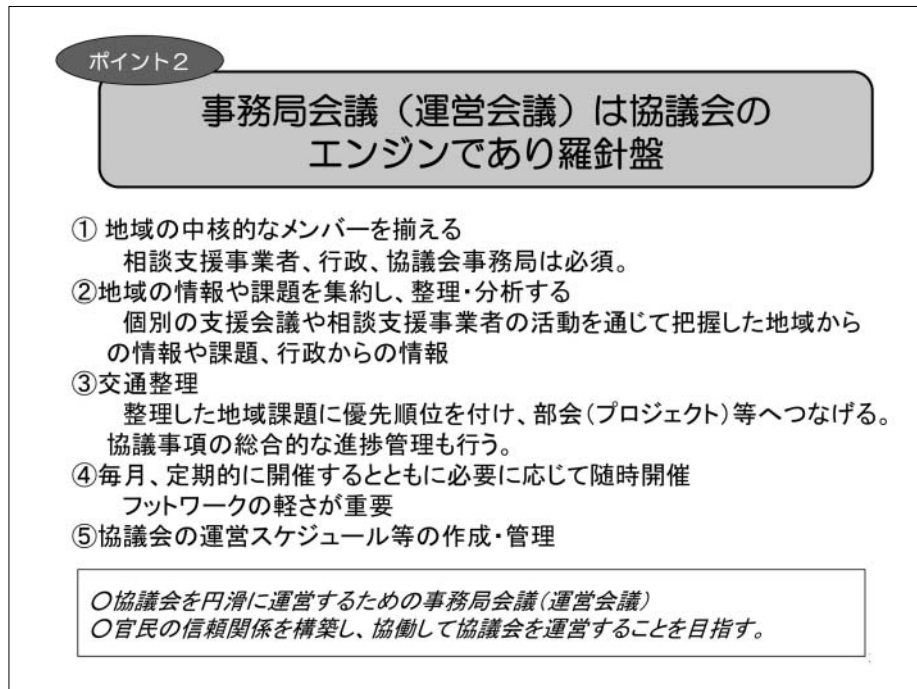 ポイント2
事務局会議（運営会議）は協議会の
エンジンであり羅針盤
① 地域の中核的なメンバーを揃える
相談支援事業者、行政、協議会事務局は必須。
②地域の情報や課題を集約し、整理・分析する
個別の支援会議や相談支援事業者の活動を通じて把握した地域から
の情報や課題、行政からの情報
③交通整理
整理した地域課題に優先順位を付け、部会（プロジェクト）等へつなげる。
協議事項の総合的な進捗管理も行う。
④毎月、定期的に開催するとともに必要に応じて随時開催
フットワークの軽さが重要
⑤協議会の運営スケジュール等の作成・管理
〇協議会を円滑に運営するための事務局会議（運営会議）
〇官民の信頼関係を構築し、協働して協議会を運営することを目指す。